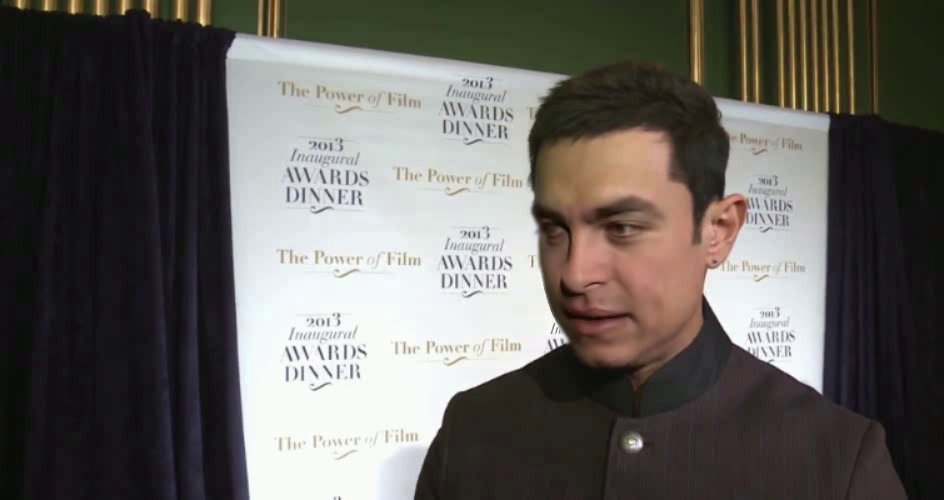 The Power of Film
2013
Inaugural
AWARDS
DINNER
The Power of Film
2013
Inaugural
AWARDS
DINNER
The Power of Film
2013
Inaugural
AWARDS
DINNER
The Power of Film
2013
Inaugural
AWARDS
DINNER
The Power of Film
The Power of Film
2013
Inaugural
AWARDS
DINNER
The Power of Film
2013
Inaugural
AWARDS
The Power of Film